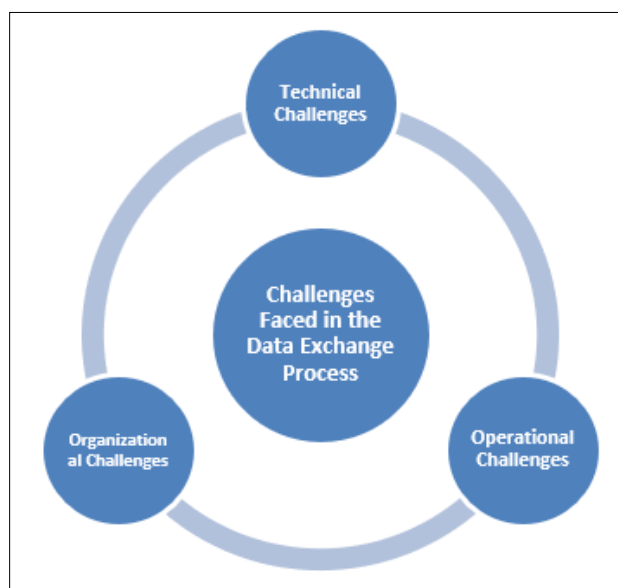 Technical
Challenges
Challenges
Faced in the
Data Exchange
Process
Organization
al Challenges
Operational
Challenges